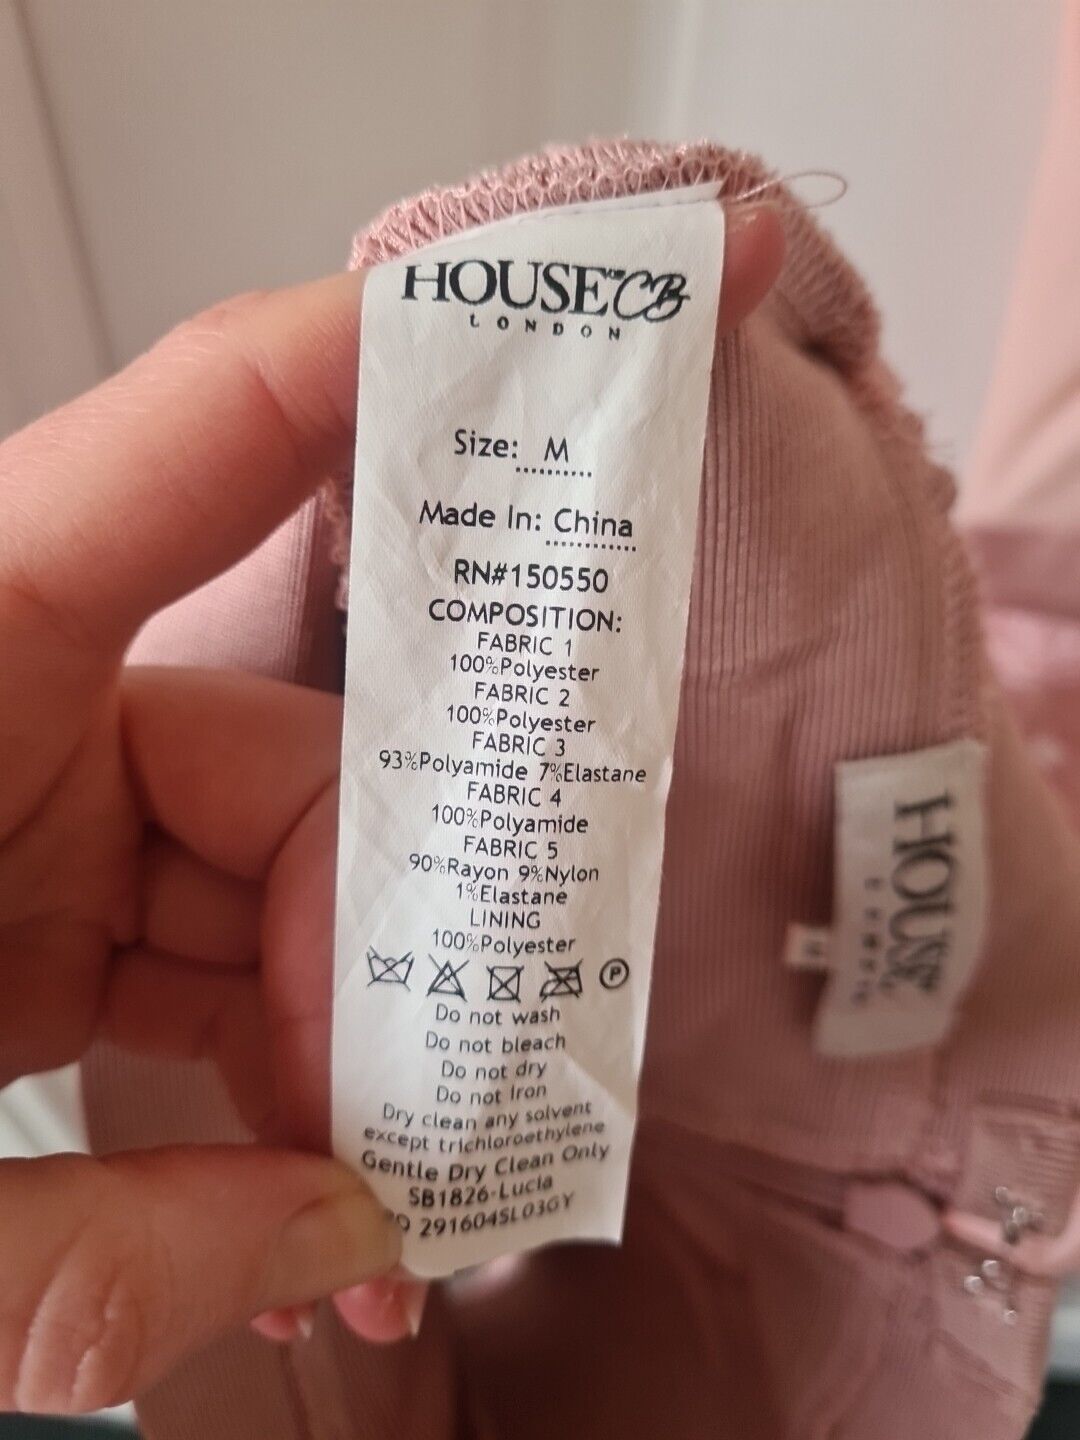 HOUSE OF CB
LONDON
Size: M
Made In: China
RN#150550
COMPOSITION:
FABRIC 1
100%Polyester
FABRIC 2
100%Polyester
FABRIC 3
93%Polyamide 7%Elastane
FABRIC 4
100%Polyamide
FABRIC 5
90%Rayon 9%Nylon
1%Elastane
LINING
100%Polyester
P
Do not wash
Do not bleach
Do not dry
Do not iron
Dry clean any solvent
except trichloroethylene
Gentle Dry Clean Only
SB1826-Lucia
291604SL03GY
HOUSE